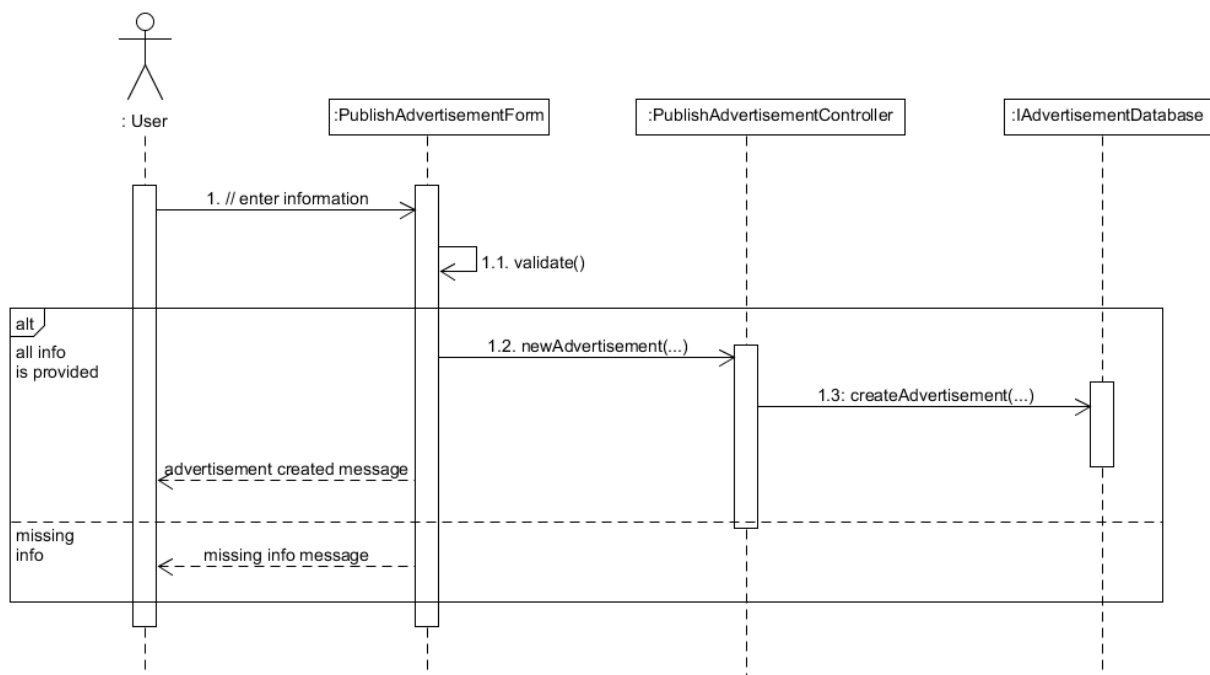 : User
:PublishAdvertisementForm
:PublishAdvertisementController
:IAdvertisementDatabase
1. // enter information
1.1. validate()
alt
all info
is provided
1.2. newAdvertisement(...)
1.3: createAdvertisement(...)
advertisement created message
missing
info
missing info message